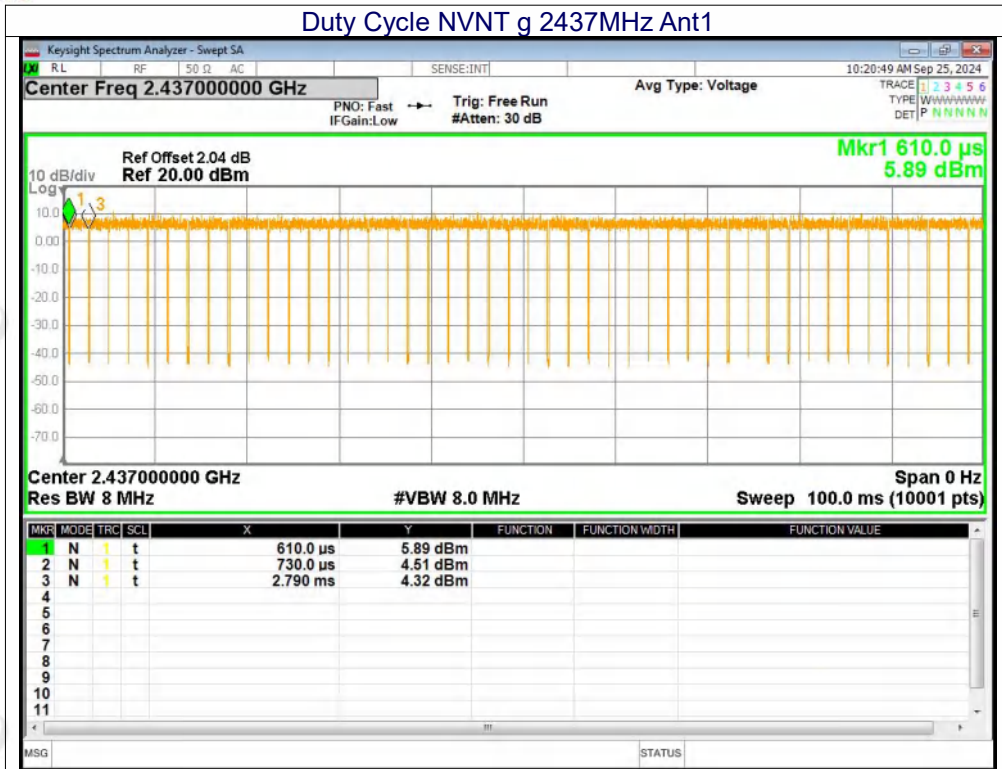 Duty Cycle NVNT g 2437MHz Ant1
Keysight Spectrum Analyzer - Swept SA
LXI RL RF 50 Ω AC SENSE:INT 10:20:49 AM Sep 25, 2024
Center Freq 2.437000000 GHz Avg Type: Voltage TRACE 1 2 3 4 5 6
PNO: Fast Trig: Free Run TYPE WWWWWWW
IFGain:Low #Atten: 30 dB DET P N N N N N
Mkr1 610.0 µs
Ref Offset 2.04 dB 5.89 dBm
10 dB/div Ref 20.00 dBm
Log
1 3
10.0
0.00
-10.0
-20.0
-30.0
-40.0
-50.0
-60.0
-70.0
Center 2.437000000 GHz Span 0 Hz
Res BW 8 MHz #VBW 8.0 MHz Sweep 100.0 ms (10001 pts)
MKR MODE TRC SCL X Y FUNCTION FUNCTION WIDTH FUNCTION VALUE
1 N 1 t 610.0 µs 5.89 dBm
2 N 1 t 730.0 µs 4.51 dBm
3 N 1 t 2.790 ms 4.32 dBm
4
5
6
7
8
9
10
11
MSG STATUS